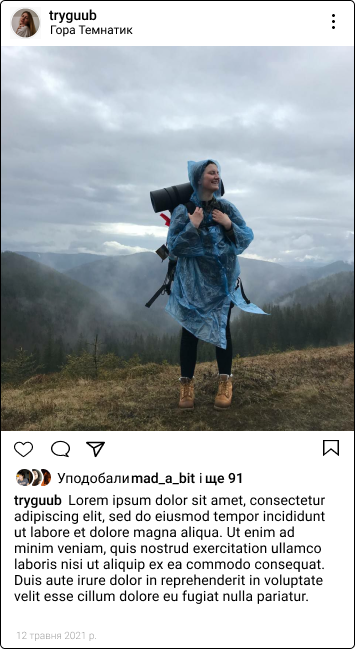 tryguub
Гора Темнатик
Уподобали mad_a_bit і ще 91
tryguub Lorem ipsum dolor sit amet, consectetur
adipiscing elit, sed do eiusmod tempor incididunt
ut labore et dolore magna aliqua. Ut enim ad
minim veniam, quis nostrud exercitation ullamco
laboris nisi ut aliquip ex ea commodo consequat.
Duis aute irure dolor in reprehenderit in voluptate
velit esse cillum dolore eu fugiat nulla pariatur.
12 травня 2021 р.